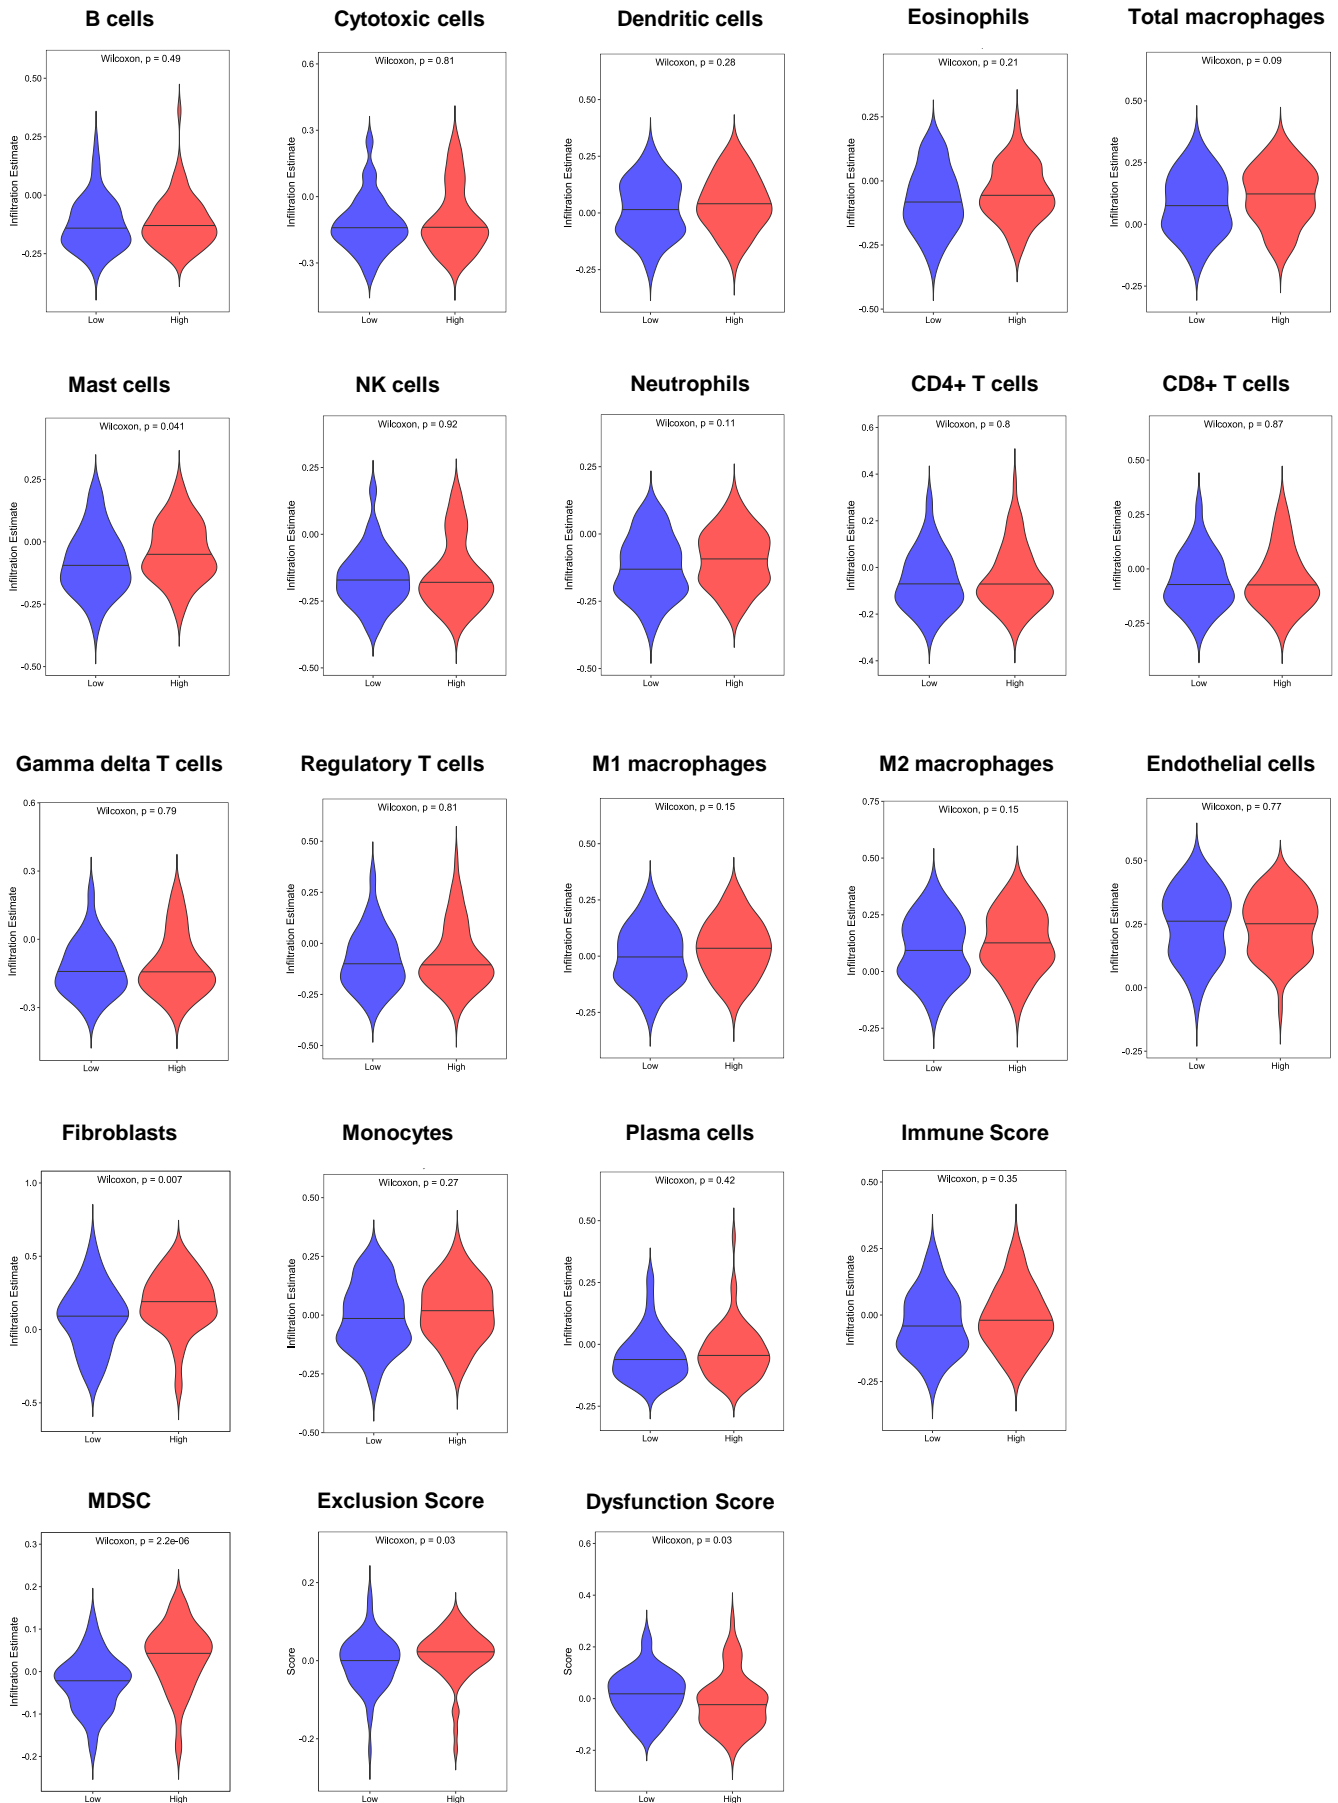 B cells
Wilcoxon, p = 0.49
Infiltration Estimate
0.50
0.25
0.00
−0.25
Low
High
Cytotoxic cells
Wilcoxon, p = 0.81
Infiltration Estimate
0.6
0.3
0.0
−0.3
Low
High
Dendritic cells
Wilcoxon, p = 0.28
Infiltration Estimate
0.50
0.25
0.00
−0.25
Low
High
Eosinophils
Wilcoxon, p = 0.21
Infiltration Estimate
0.25
0.00
−0.25
−0.50
Low
High
Total macrophages
Wilcoxon, p = 0.09
Infiltration Estimate
0.50
0.25
0.00
−0.25
Low
High
Mast cells
Wilcoxon, p = 0.041
Infiltration Estimate
0.25
0.00
−0.25
−0.50
Low
High
NK cells
Wilcoxon, p = 0.92
Infiltration Estimate
0.25
0.00
−0.25
−0.50
Low
High
Neutrophils
Wilcoxon, p = 0.11
Infiltration Estimate
0.25
0.00
−0.25
−0.50
Low
High
CD4+ T cells
Wilcoxon, p = 0.8
Infiltration Estimate
0.6
0.4
0.2
0.0
−0.2
−0.4
Low
High
CD8+ T cells
Wilcoxon, p = 0.87
Infiltration Estimate
0.50
0.25
0.00
−0.25
Low
High
Gamma delta T cells
Wilcoxon, p = 0.79
Infiltration Estimate
0.6
0.3
0.0
−0.3
Low
High
Regulatory T cells
Wilcoxon, p = 0.81
Infiltration Estimate
0.50
0.25
0.00
−0.25
−0.50
Low
High
M1 macrophages
Wilcoxon, p = 0.15
Infiltration Estimate
0.50
0.25
0.00
−0.25
Low
High
M2 macrophages
Wilcoxon, p = 0.15
Infiltration Estimate
0.75
0.50
0.25
0.00
−0.25
Low
High
Endothelial cells
Wilcoxon, p = 0.77
Infiltration Estimate
0.50
0.25
0.00
−0.25
Low
High
Fibroblasts
Wilcoxon, p = 0.007
Infiltration Estimate
1.0
0.5
0.0
−0.5
Low
High
Monocytes
Wilcoxon, p = 0.27
Infiltration Estimate
0.50
0.25
0.00
−0.25
−0.50
Low
High
Plasma cells
Wilcoxon, p = 0.42
Infiltration Estimate
0.50
0.25
0.00
−0.25
Low
High
Immune Score
Wilcoxon, p = 0.35
Infiltration Estimate
0.50
0.25
0.00
−0.25
Low
High
MDSC
Wilcoxon, p = 2.2e-06
Infiltration Estimate
0.3
0.2
0.1
0.0
−0.1
−0.2
Low
High
Exclusion Score
Wilcoxon, p = 0.03
Score
0.2
0.0
−0.2
Low
High
Dysfunction Score
Wilcoxon, p = 0.03
Score
0.6
0.4
0.2
0.0
−0.2
Low
High